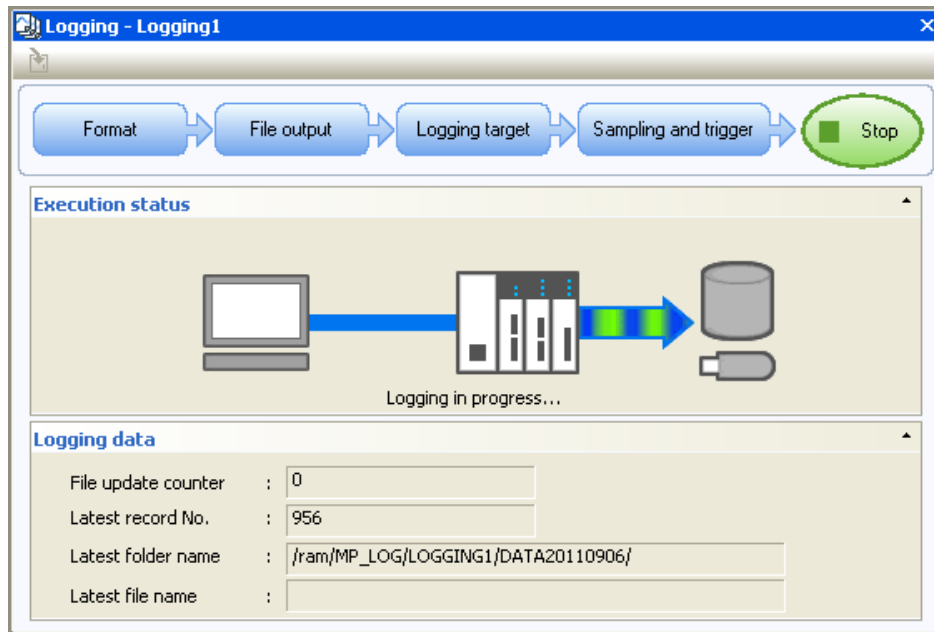 Logging - Logging1
Format
File output
Logging target
Sampling and trigger
Stop
Execution status
Logging in progress...
Logging data
File update counter : 0
Latest record No. : 956
Latest folder name : /ram/MP_LOG/LOGGING1/DATA20110906/
Latest file name :